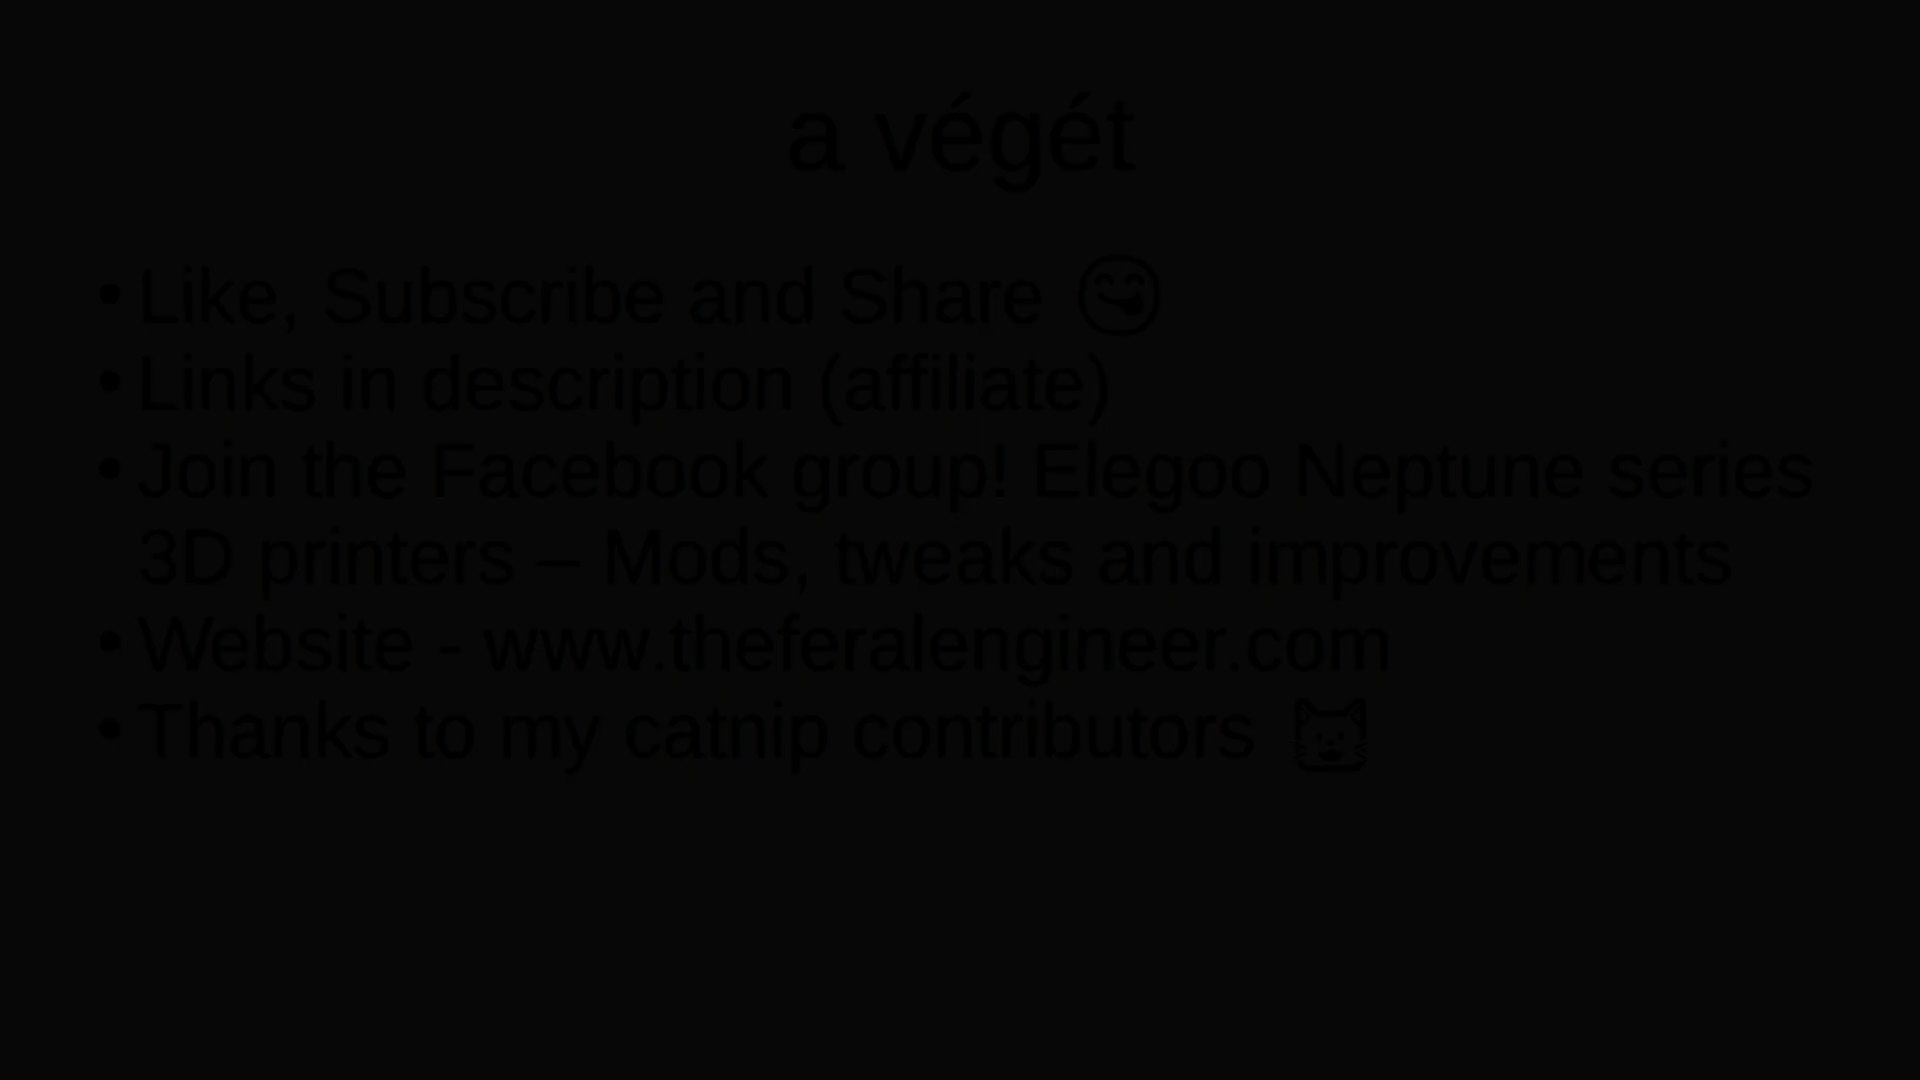 a végét
• Like, Subscribe and Share 😋
• Links in description (affiliate)
• Join the Facebook group! Elegoo Neptune series
3D printers – Mods, tweaks and improvements
• Website - www.theferalengineer.com
• Thanks to my catnip contributors 😺